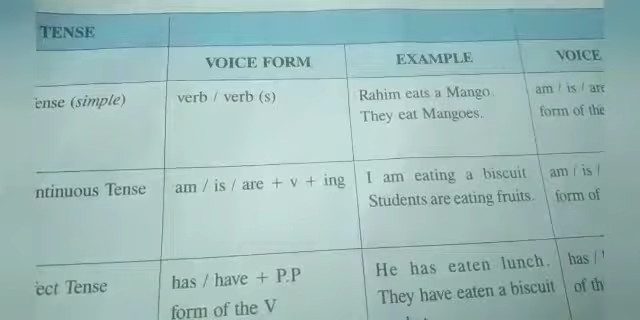 TENSE
VOICE FORM
EXAMPLE
VOICE
ense (simple)
verb / verb (s)
Rahim eats a Mango.
They eat Mangoes.
am / is / are
form of the
ntinuous Tense
am / is / are + v + ing
I am eating a biscuit
Students are eating fruits.
am / is /
form of
ect Tense
has / have + P.P
form of the V
He has eaten lunch.
They have eaten a biscuit
has /
of th